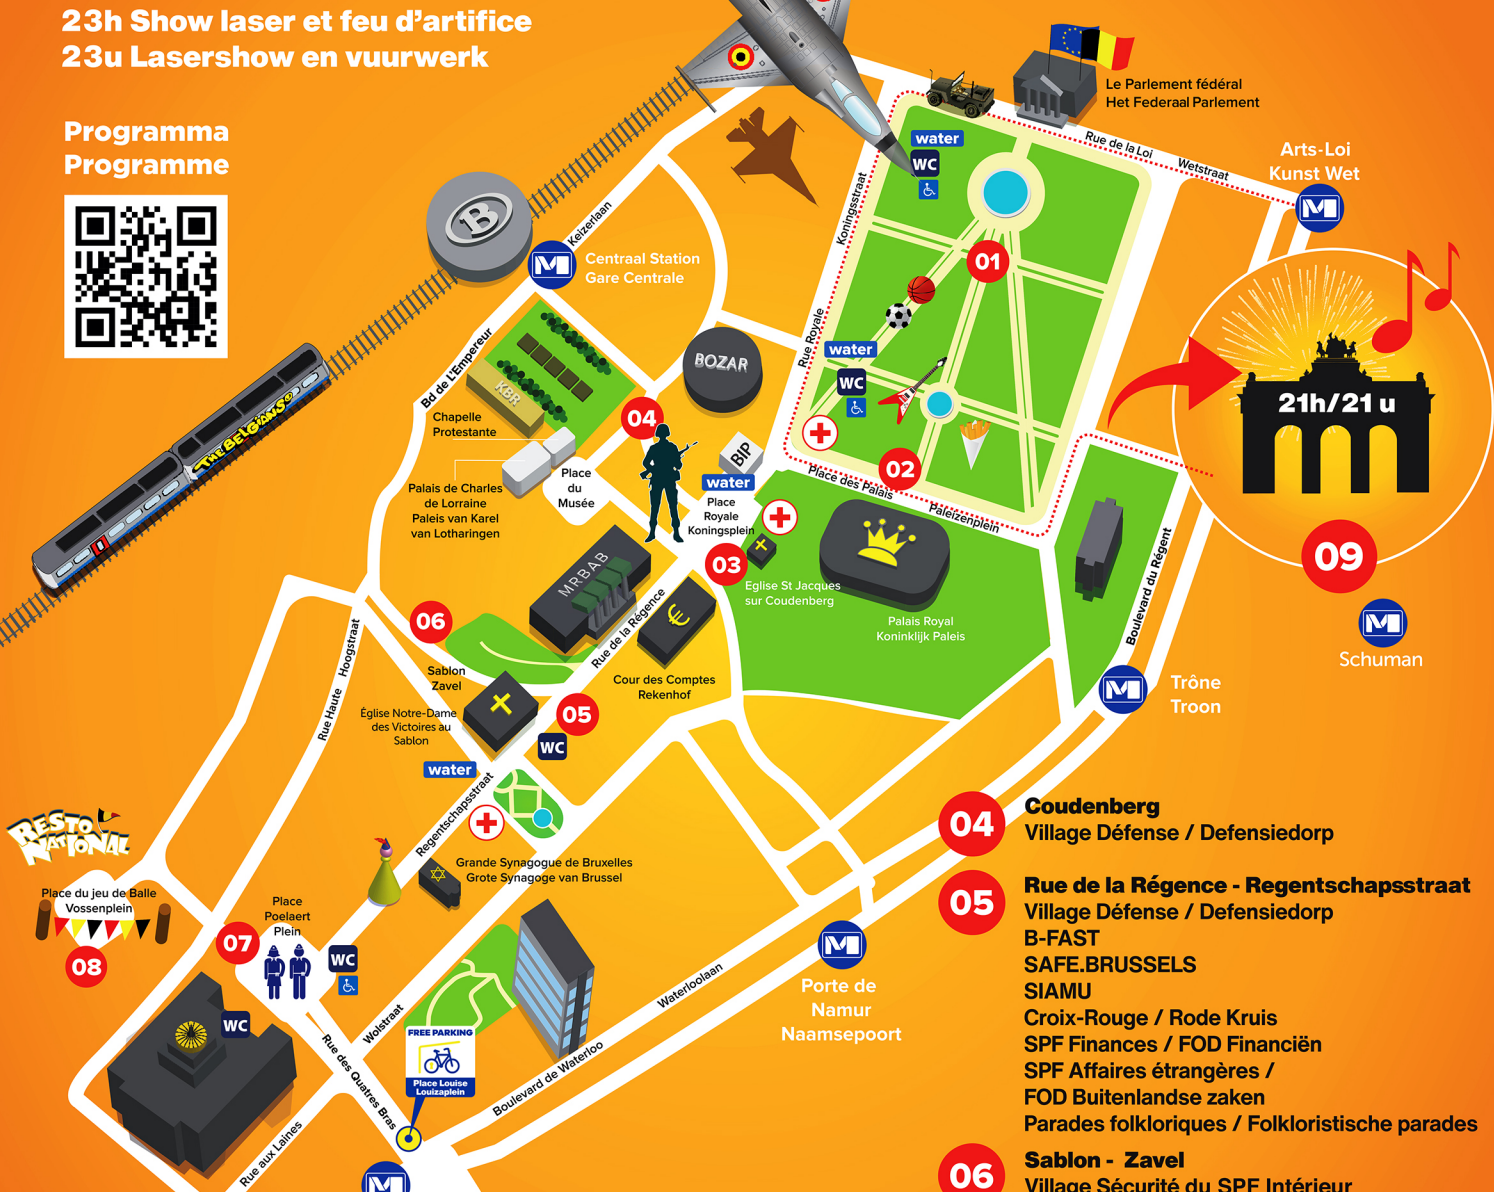 23h Show laser et feu d'artifice
23u Lasershow en vuurwerk
Programma
Programme
Le Parlement fédéral
Het Federaal Parlement
Rue de la Loi
Wetstraat
Arts-Loi
Kunst Wet
M
water
WC
Koningsstraat
Keizerlaan
B
M
Centraal Station
Gare Centrale
01
Rue Royale
water
WC
BOZAR
Bd de L'Empereur
KBR
THE BELGIANS®
Chapelle
Protestante
04
BIP
water
Place
Royale
Koningsplein
Place
du
Musée
Palais de Charles
de Lorraine
Paleis van Karel
van Lotharingen
02
Place des Palais
Paleizenplein
21h/21 u
09
M
Schuman
MRBAB
03
Eglise St Jacques
sur Coudenberg
Palais Royal
Koninklijk Paleis
Boulevard du Régent
M
Trône
Troon
€
Rue de la Régence
Cour des Comptes
Rekenhof
06
Sablon
Zavel
Église Notre-Dame
des Victoires au
Sablon
05
WC
water
Rue Haute
Hoogstraat
Regentschapsstraat
Grande Synagogue de Bruxelles
Grote Synagoge van Brussel
RESTO
NATIONAL
Place du jeu de Balle
Vossenplein
08
Place
Poelaert
Plein
07
WC
WC
Wolstraat
Rue des Quatres Bras
Rue aux Laines
FREE PARKING
Place Louise
Louizaplein
M
Boulevard de Waterloo
Waterloolaan
M
Porte de
Namur
Naamsepoort
04
Coudenberg
Village Défense / Defensiedorp
05
Rue de la Régence - Regentschapsstraat
Village Défense / Defensiedorp
B-FAST
SAFE.BRUSSELS
SIAMU
Croix-Rouge / Rode Kruis
SPF Finances / FOD Financiën
SPF Affaires étrangères /
FOD Buitenlandse zaken
Parades folkloriques / Folkloristische parades
06
Sablon - Zavel
Village Sécurité du SPF Intérieur